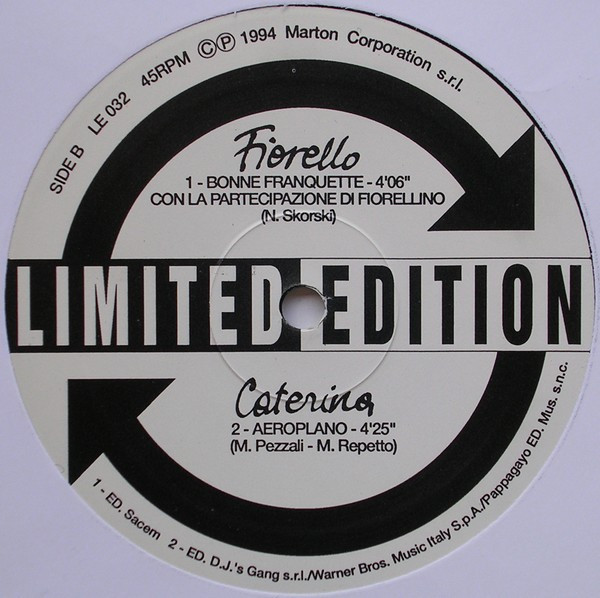 SIDE B LE 032 45RPM ©℗ 1994 Marton Corporation s.r.l.
Fiorello
1 - BONNE FRANQUETTE - 4'06"
CON LA PARTECIPAZIONE DI FIORELLINO
(N. Skorski)
LIMITED EDITION
Caterina
2 - AEROPLANO - 4'25"
(M. Pezzali - M. Repetto)
1 - ED. Sacem 2 - ED. D.J.'s Gang s.r.l./Warner Bros. Music Italy S.p.A./Pappagayo ED. Mus. s.n.c.